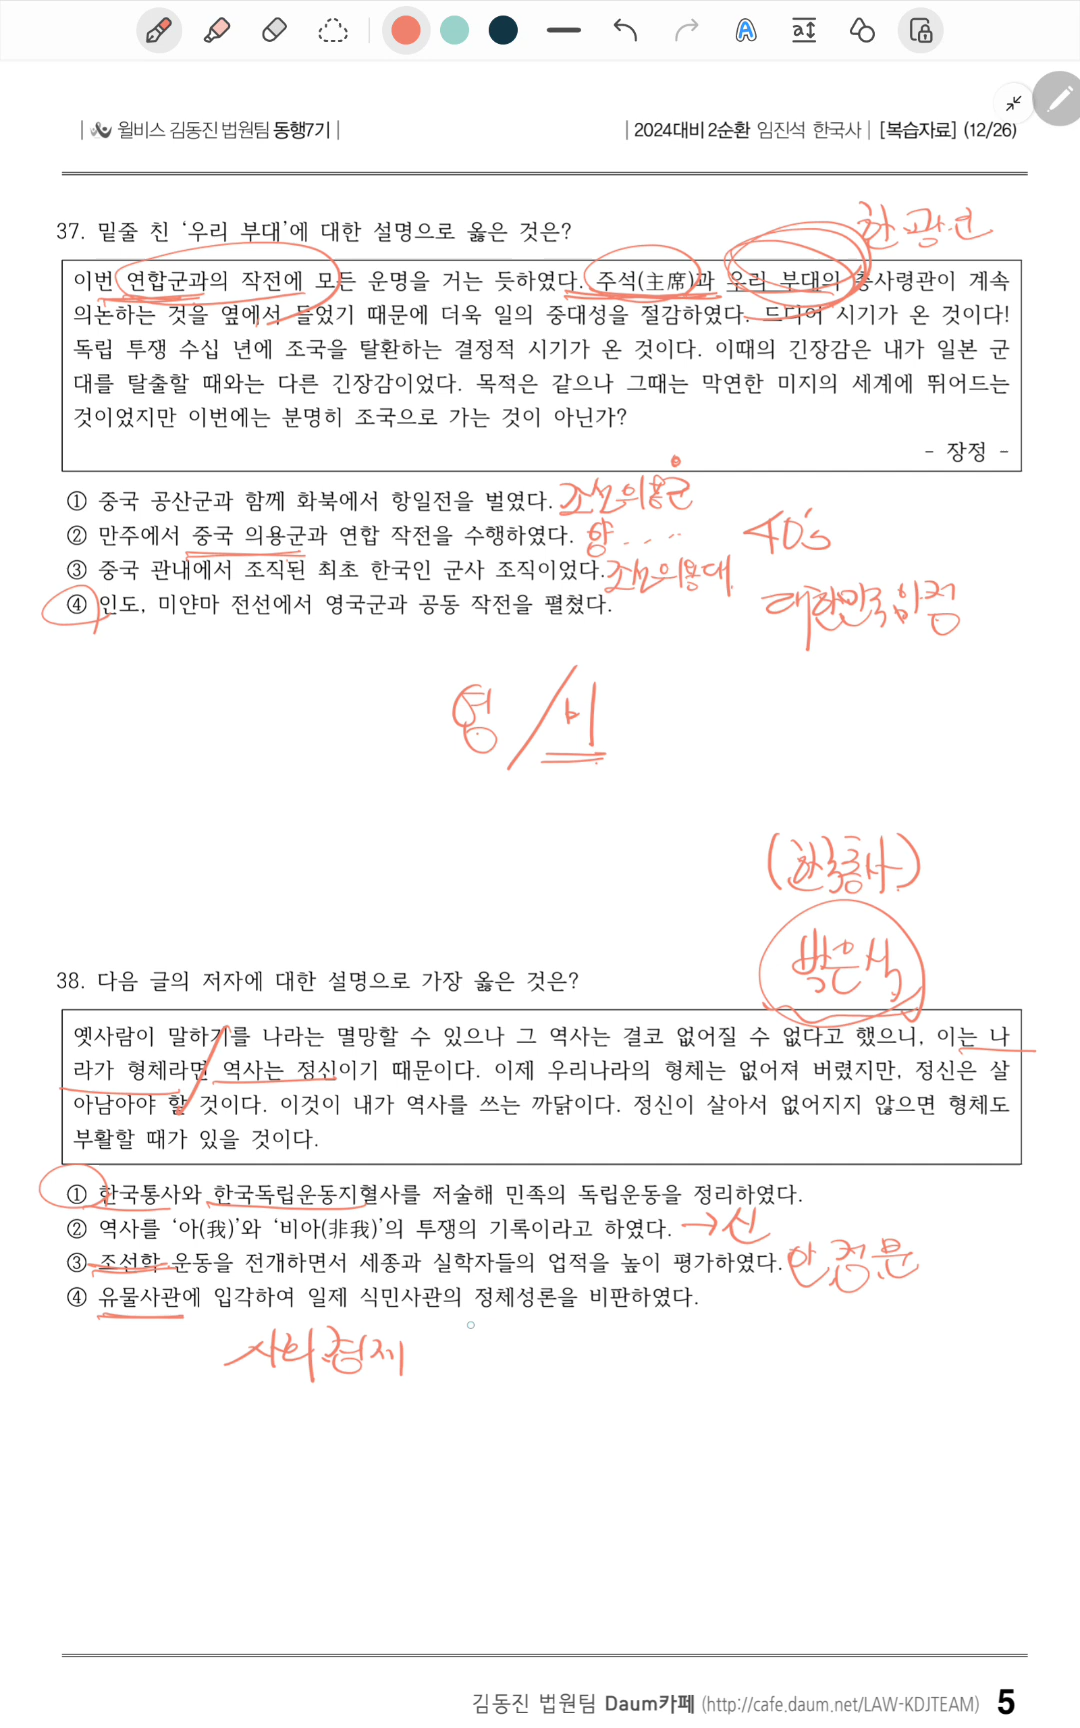 윌비스 김동진법원팀 동행7기
2024대비 2순환 임진석 한국사 [복습자료] (12/26)
한광군
37. 밑줄 친 '우리 부대'에 대한 설명으로 옳은 것은?
이번 연합군과의 작전에 모든 운명을 거는 듯하였다. 주석(主席)과 우리 부대의 총사령관이 계속
의논하는 것을 옆에서 들었기 때문에 더욱 일의 중대성을 절감하였다. 드디어 시기가 온 것이다!
독립 투쟁 수십 년에 조국을 탈환하는 결정적 시기가 온 것이다. 이때의 긴장감은 내가 일본 군
대를 탈출할 때와는 다른 긴장감이었다. 목적은 같으나 그때는 막연한 미지의 세계에 뛰어드는
것이었지만 이번에는 분명히 조국으로 가는 것이 아닌가?
- 장정 -
① 중국 공산군과 함께 화북에서 항일전을 벌였다. 조선의용군
② 만주에서 중국 의용군과 연합 작전을 수행하였다. 양....
40's
③ 중국 관내에서 조직된 최초 한국인 군사 조직이었다. 조선의용대
④ 인도, 미얀마 전선에서 영국군과 공동 작전을 펼쳤다.
대한민국임정
영/미
(한국통사)
박은식
38. 다음 글의 저자에 대한 설명으로 가장 옳은 것은?
옛사람이 말하기를 나라는 멸망할 수 있으나 그 역사는 결코 없어질 수 없다고 했으니, 이는 나
라가 형체라면 역사는 정신이기 때문이다. 이제 우리나라의 형체는 없어져 버렸지만, 정신은 살
아남아야 할 것이다. 이것이 내가 역사를 쓰는 까닭이다. 정신이 살아서 없어지지 않으면 형체도
부활할 때가 있을 것이다.
① 한국통사와 한국독립운동지혈사를 저술해 민족의 독립운동을 정리하였다.
② 역사를 '아(我)'와 '비아(非我)'의 투쟁의 기록이라고 하였다. → 신
③ 조선학 운동을 전개하면서 세종과 실학자들의 업적을 높이 평가하였다. 안정문
④ 유물사관에 입각하여 일제 식민사관의 정체성론을 비판하였다.
사회경제
김동진 법원팀 Daum카페 (http://cafe.daum.net/LAW-KDJTEAM) 5